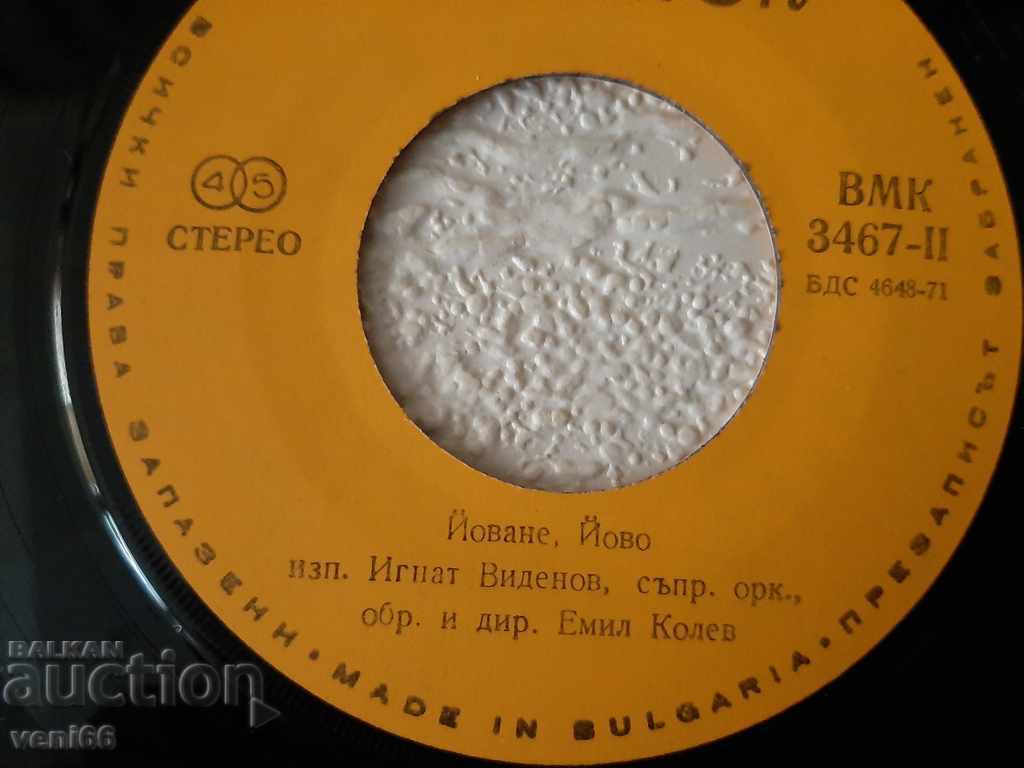 45
СТЕРЕО
ВМК
3467-II
БДС 4648-71
Йоване, Йово
изп. Игнат Виденов, съпр. орк.,
обр. и дир. Емил Колев
ВСИЧКИ ПРАВА ЗАПАЗЕНИ • MADE IN BULGARIA • ПРЕЗАПИСЪТ ЗАБРАНЕН
BALKAN
auction
veni66